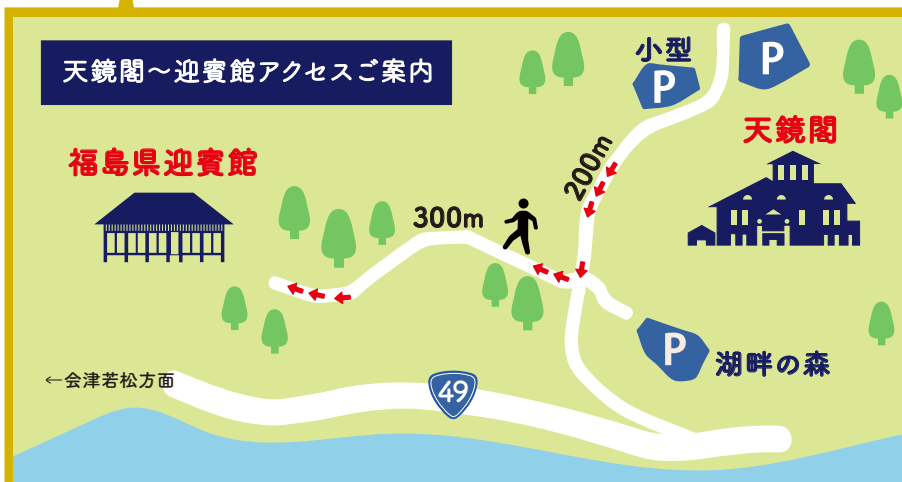 天鏡閣～迎賓館アクセスご案内
小型
P
P
天鏡閣
福島県迎賓館
200m
300m
P
湖畔の森
←会津若松方面
49